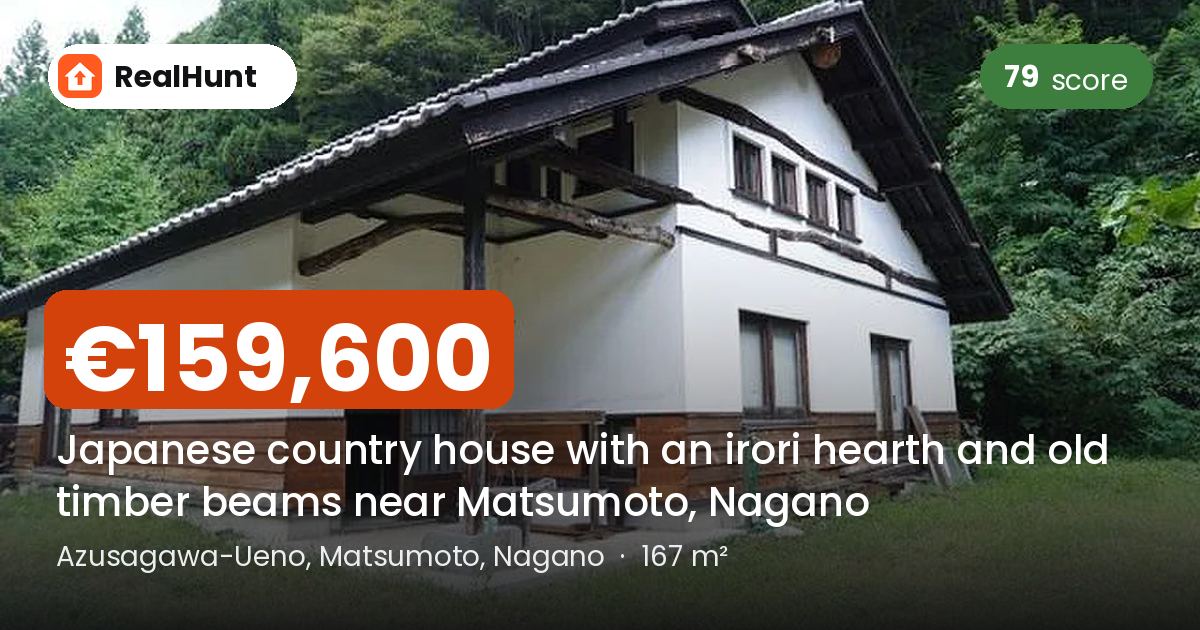 RealHunt
79 score
€159,600
Japanese country house with an irori hearth and old
timber beams near Matsumoto, Nagano
Azusagawa-Ueno, Matsumoto, Nagano · 167 m²